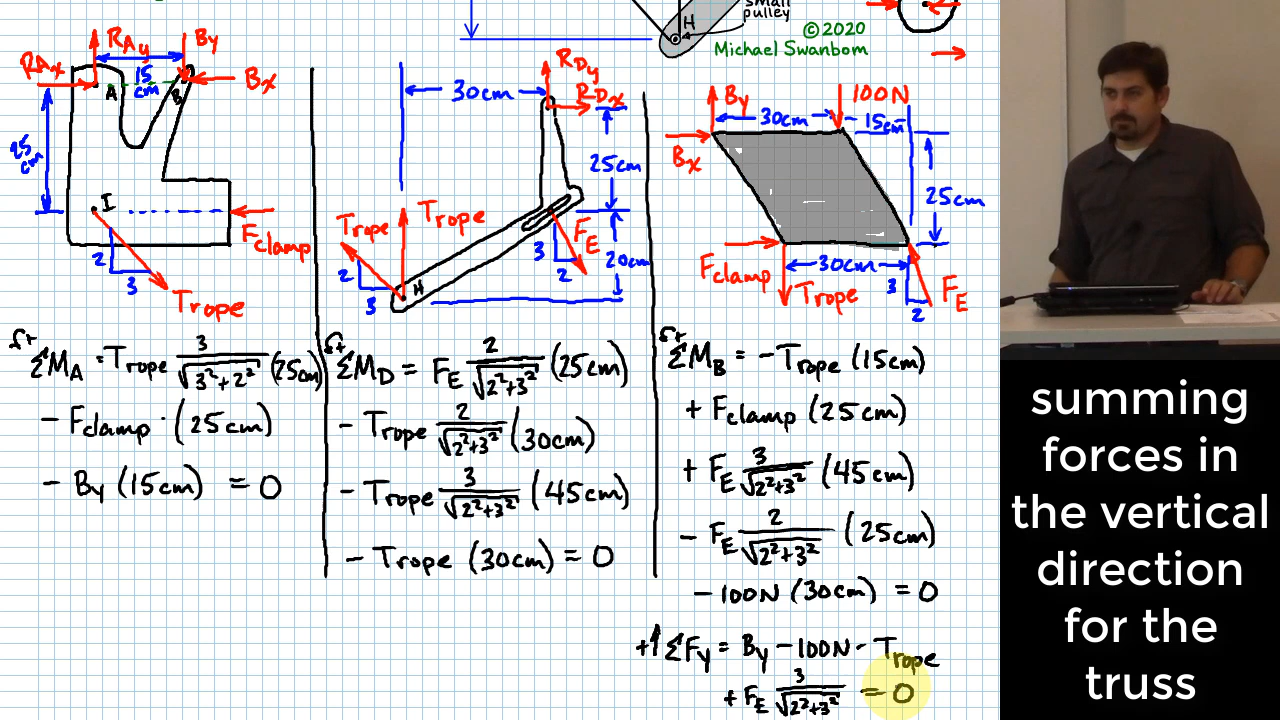 small
pulley
H
©2020
Michael Swanbom
RAx
RAy
By
15
cm
A
B
Bx
25
cm
I
Fclamp
2
3
Trope
30cm
RDy
RDx
25cm
Trope
Trope
FE
3
2
20cm
2
3
H
By
100N
30cm
15cm
Bx
25cm
Fclamp
30cm
Trope
3
2
FE
ΣMA = Trope 3/√3²+2² (25cm)
- Fclamp · (25cm)
- By (15cm) = 0
ΣMD = FE 2/√2²+3² (25cm)
- Trope 2/√2²+3² (30cm)
- Trope 3/√2²+3² (45cm)
- Trope (30cm) = 0
ΣMB = -Trope (15cm)
+ Fclamp (25cm)
+ FE 3/√2²+3² (45cm)
- FE 2/√2²+3² (25cm)
- 100N (30cm) = 0
+↑ ΣFy = By - 100N - Trope
+ FE 3/√2²+3² = 0
summing
forces in
the vertical
direction
for the
truss